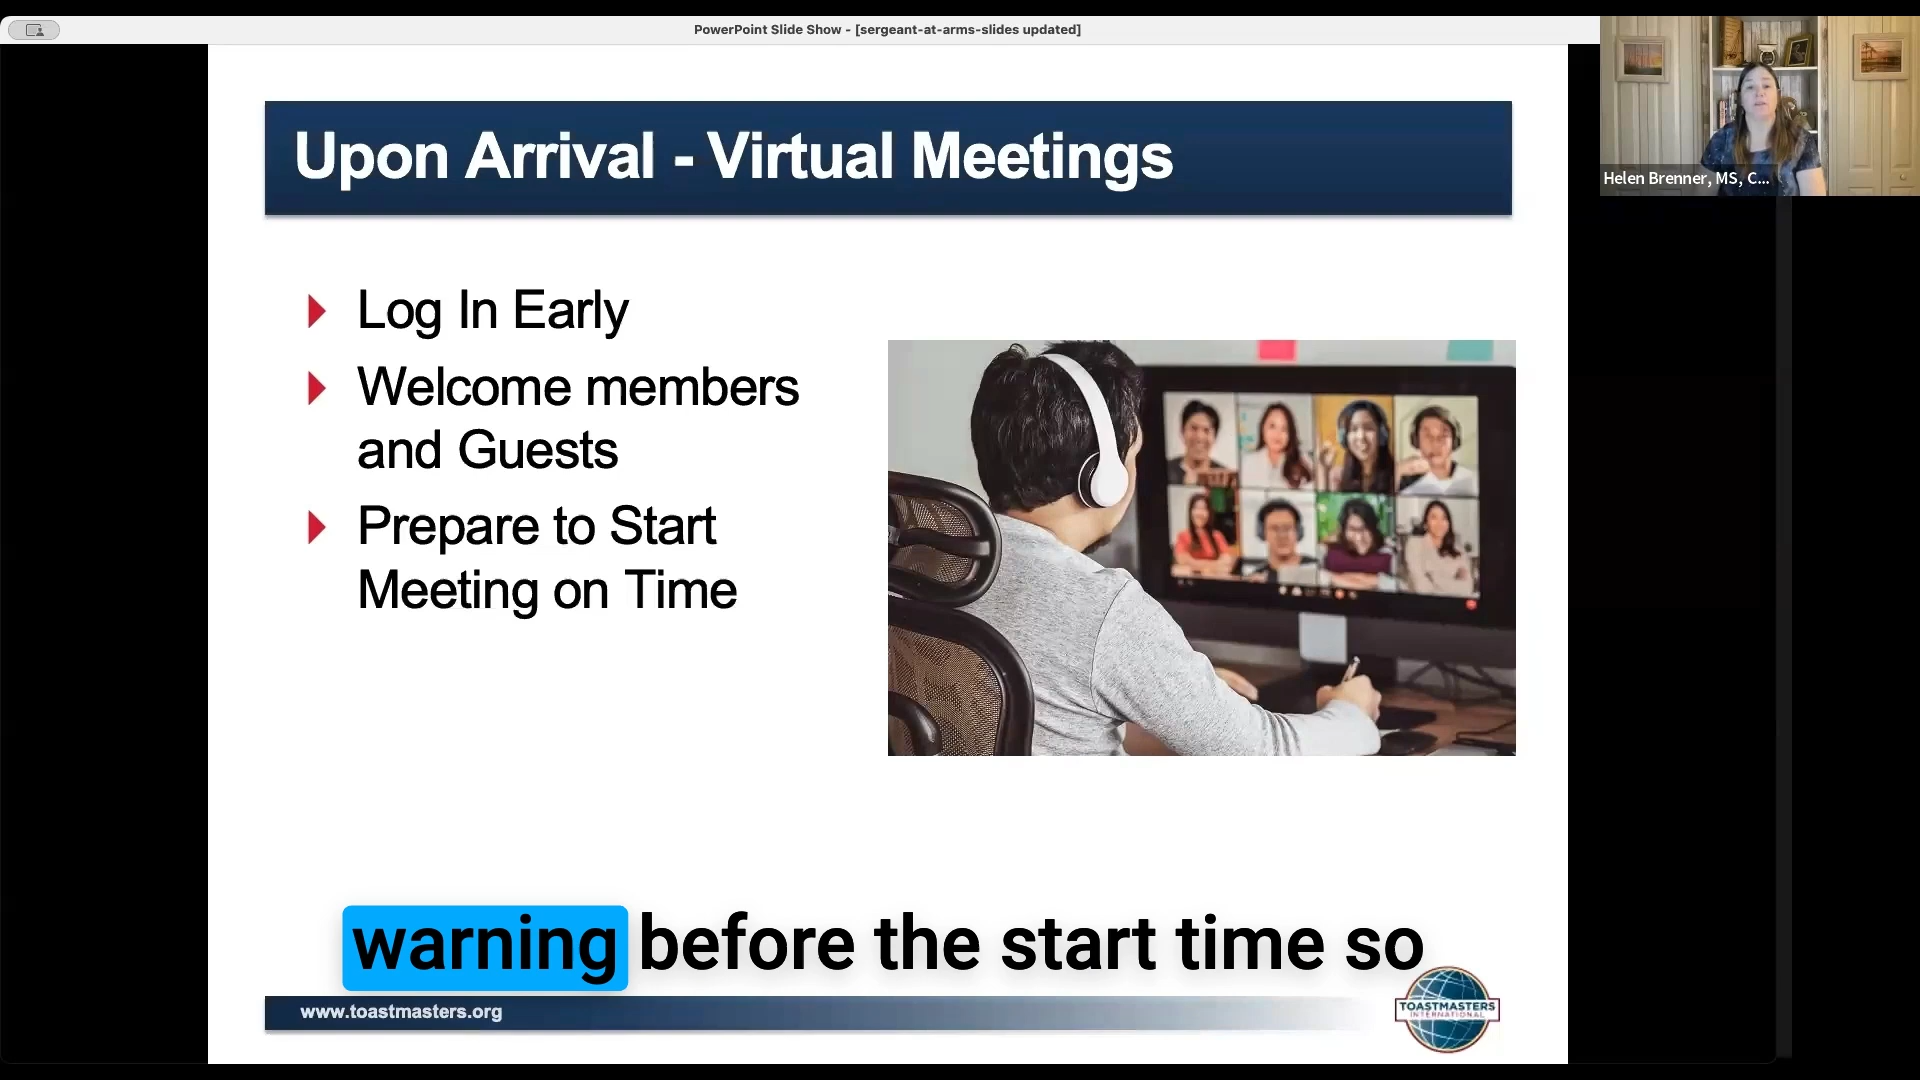 PowerPoint Slide Show - [sergeant-at-arms-slides updated]
Helen Brenner, MS, C...
Upon Arrival - Virtual Meetings
Log In Early
Welcome members
and Guests
Prepare to Start
Meeting on Time
warning before the start time so
www.toastmasters.org
TOASTMASTERS
INTERNATIONAL